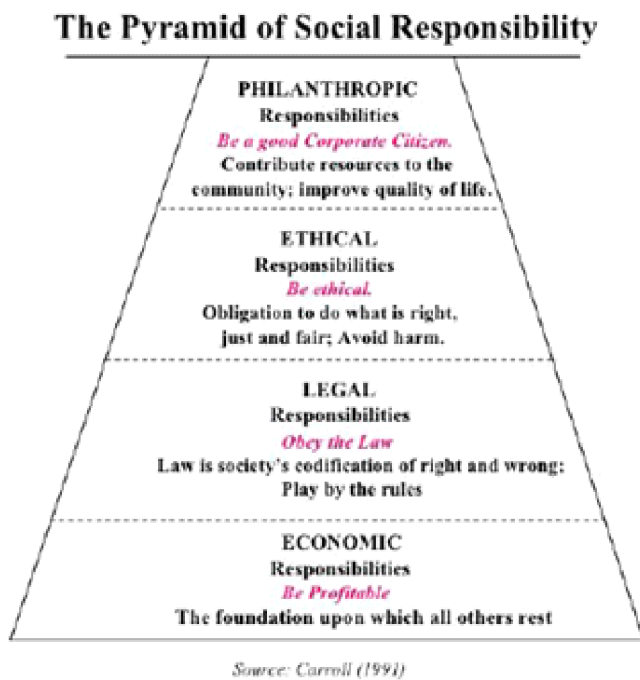 The Pyramid of Social Responsibility
PHILANTHROPIC
Responsibilities
Be a good Corporate Citizen.
Contribute resources to the
community; improve quality of life.
ETHICAL
Responsibilities
Be ethical.
Obligation to do what is right,
just and fair; Avoid harm.
LEGAL
Responsibilities
Obey the Law
Law is society's codification of right and wrong;
Play by the rules
ECONOMIC
Responsibilities
Be Profitable
The foundation upon which all others rest
Source: Carroll (1991)